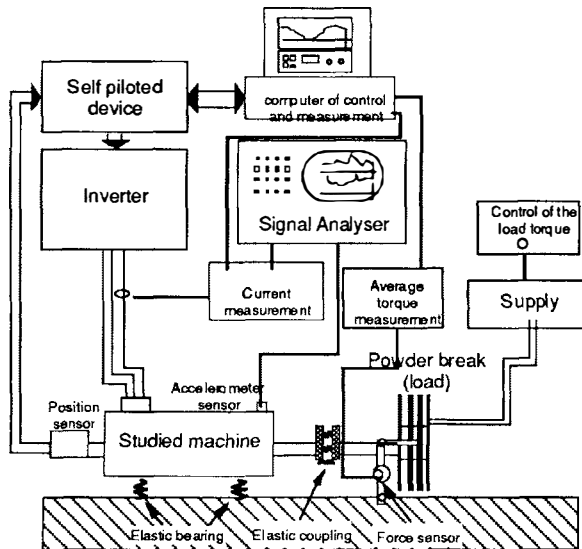 Self piloted
device
computer of control
and measurement
Inverter
Signal Analyser
Control of the
load torque
Current
measurement
Average
torque
measurement
Supply
Powder break
(load)
Accelerometer
sensor
Position
sensor
Studied machine
Elastic bearing
Elastic coupling
Force sensor